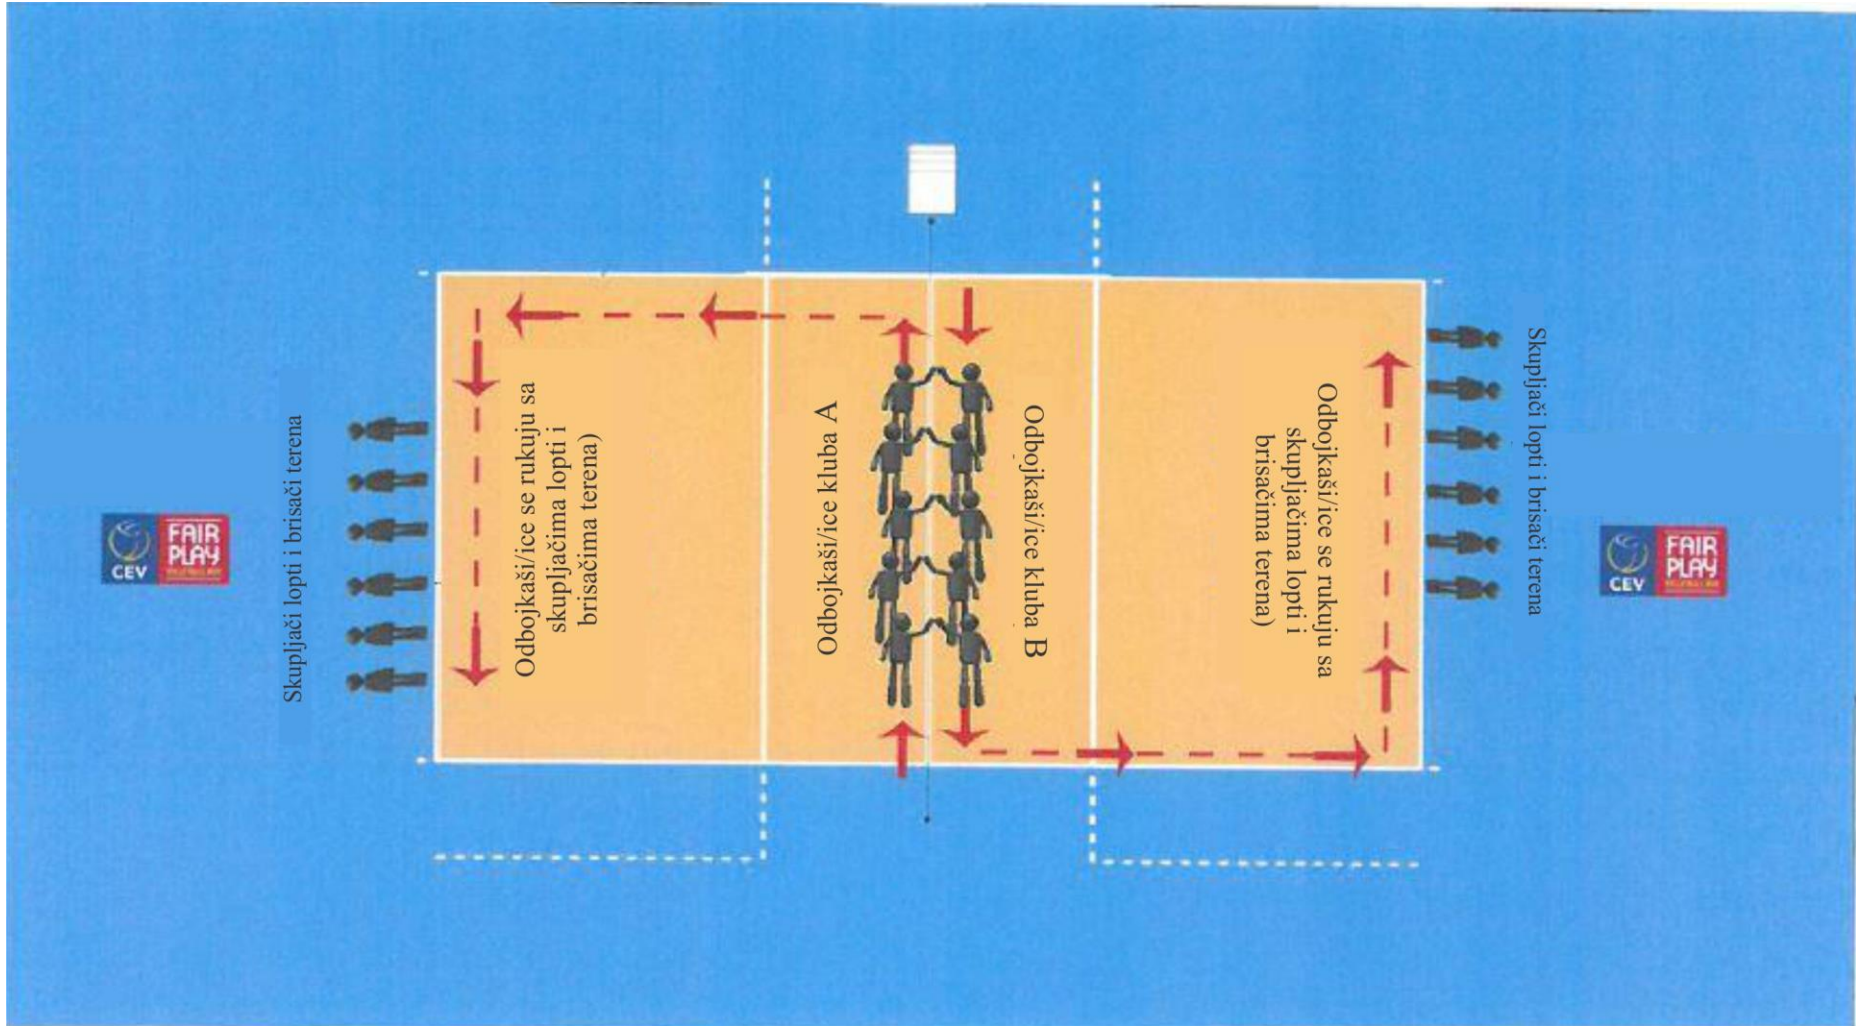 Skupljači lopti i brisači terena
FAIR
PLAY
CEV
Odbojkaši/ice se rukuju sa
skupljačima lopti i
brisačima terena)
Odbojkaši/ice kluba A
Odbojkaši/ice kluba B
Odbojkaši/ice se rukuju sa
skupljačima lopti i
brisačima terena)
Skupljači lopti i brisači terena
FAIR
PLAY
CEV